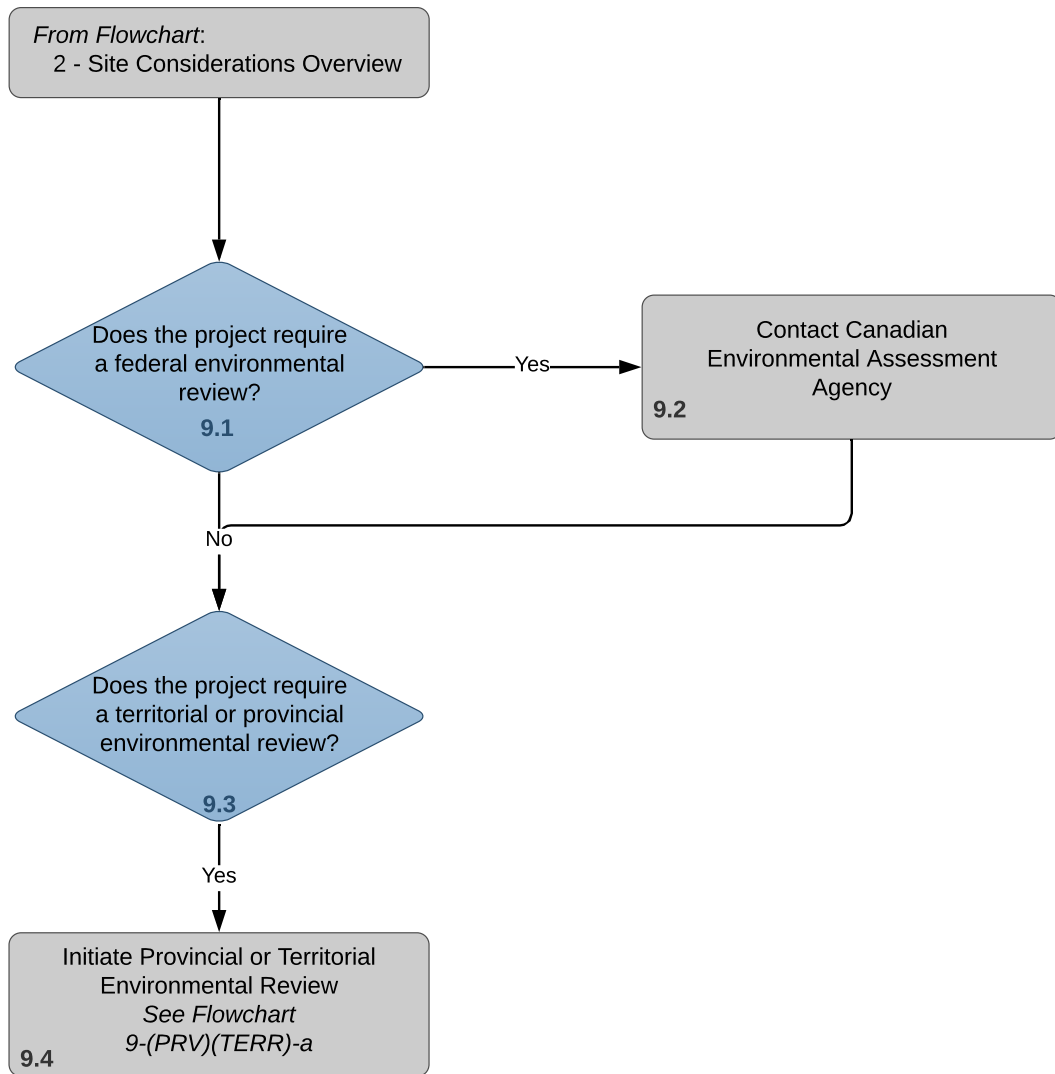 From Flowchart:
2 - Site Considerations Overview
Does the project require
a federal environmental
review?
9.1
Yes
Contact Canadian
Environmental Assessment
Agency
9.2
No
Does the project require
a territorial or provincial
environmental review?
9.3
Yes
Initiate Provincial or Territorial
Environmental Review
See Flowchart
9-(PRV)(TERR)-a
9.4